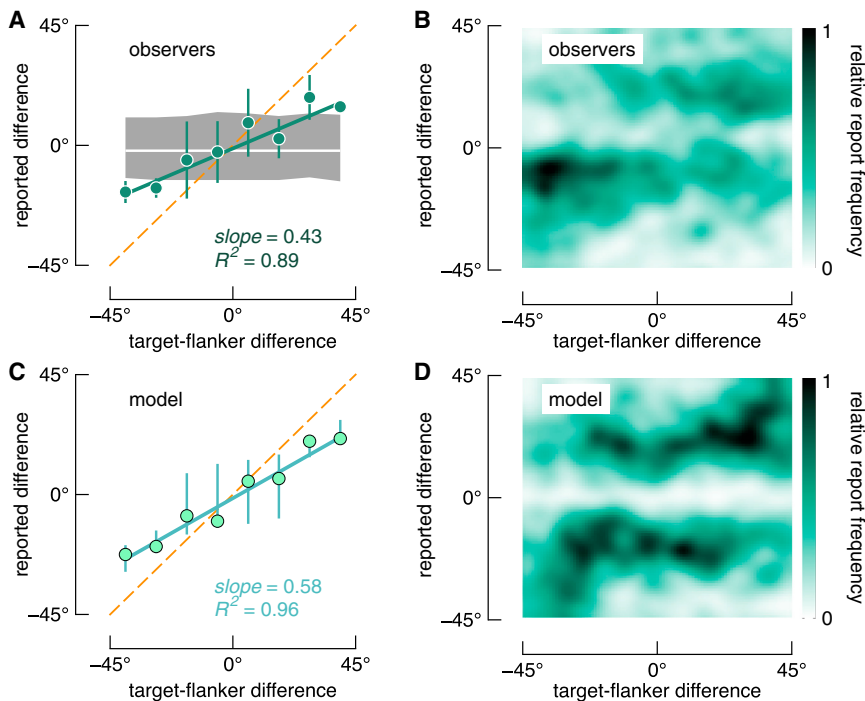 A
45°
0°
−45°
reported difference
observers
slope = 0.43
R² = 0.89
−45°
0°
45°
target-flanker difference
B
45°
0°
−45°
reported difference
observers
1
0
relative report frequency
−45°
0°
45°
target-flanker difference
C
45°
0°
−45°
reported difference
model
slope = 0.58
R² = 0.96
−45°
0°
45°
target-flanker difference
D
45°
0°
−45°
reported difference
model
1
0
relative report frequency
−45°
0°
45°
target-flanker difference